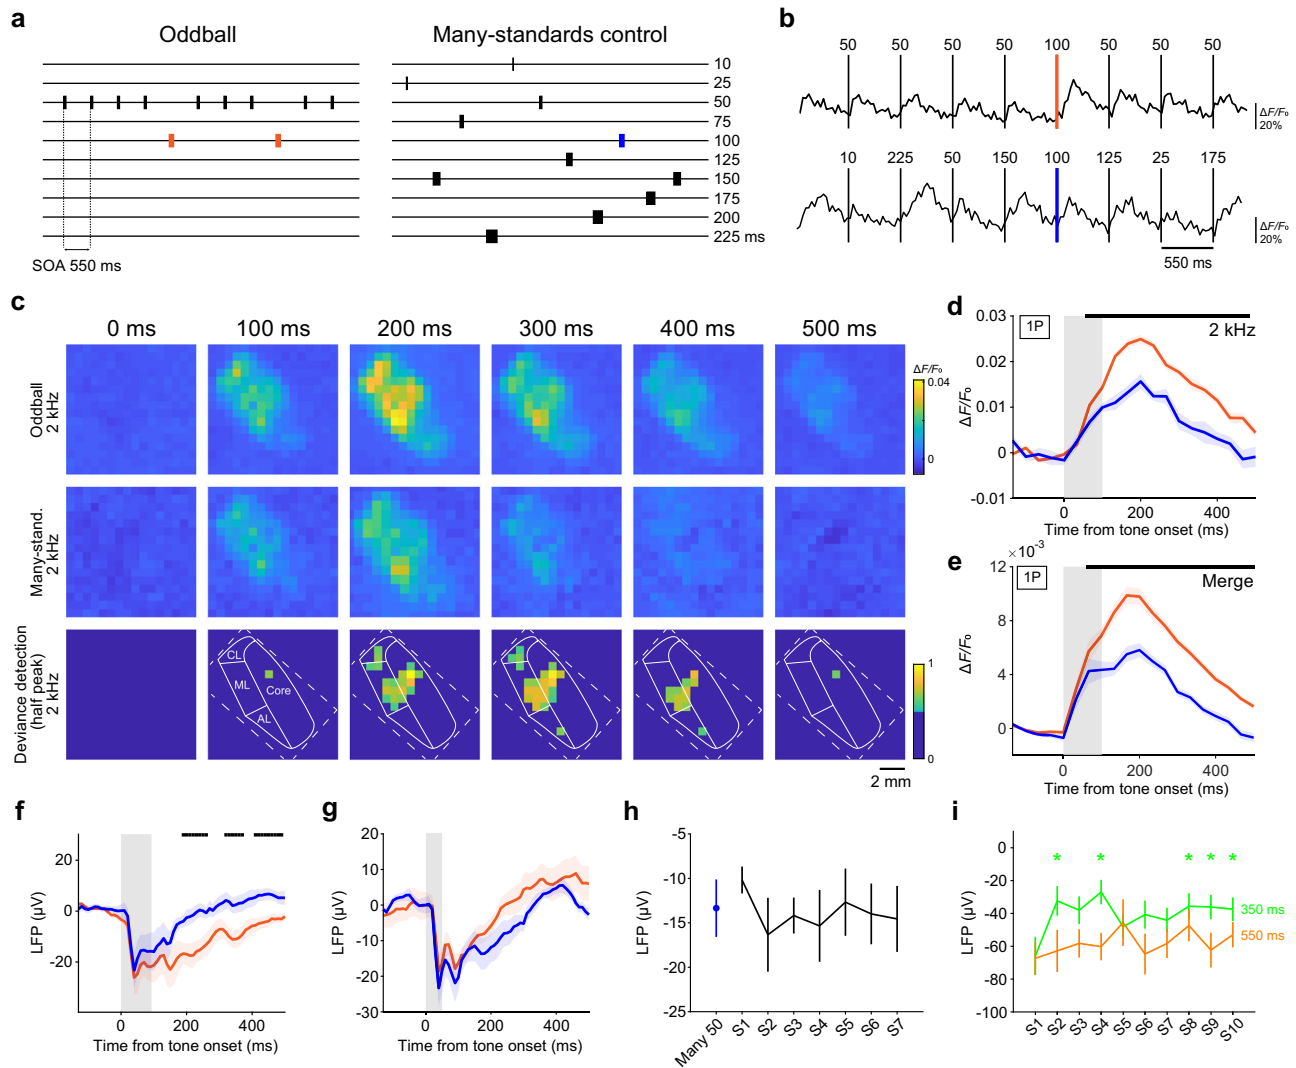 a
Oddball
Many-standards control
10
25
50
75
100
125
150
175
200
225 ms
SOA 550 ms
b
50 50 50 50 100 50 50 50
ΔF/F₀
20%
10 225 50 150 100 125 25 175
ΔF/F₀
20%
550 ms
c
0 ms 100 ms 200 ms 300 ms 400 ms 500 ms
Oddball
2 kHz
ΔF/F₀
0.04
0
Many-stand.
2 kHz
Deviance detection
(half peak)
2 kHz
CL
ML
Core
AL
1
0
2 mm
d
1P
2 kHz
ΔF/F₀
0.03
0.02
0.01
0
-0.01
0 200 400
Time from tone onset (ms)
e
×10⁻³
1P
Merge
ΔF/F₀
12
8
4
0
0 200 400
Time from tone onset (ms)
f
LFP (µV)
20
0
-20
0 200 400
Time from tone onset (ms)
g
LFP (µV)
20
10
0
-10
-20
-30
0 200 400
Time from tone onset (ms)
h
LFP (µV)
-5
-10
-15
-20
-25
Many 50 S1 S2 S3 S4 S5 S6 S7
i
LFP (µV)
0
-20
-40
-60
-80
-100
* * * * *
350 ms
550 ms
S1 S2 S3 S4 S5 S6 S7 S8 S9 S10